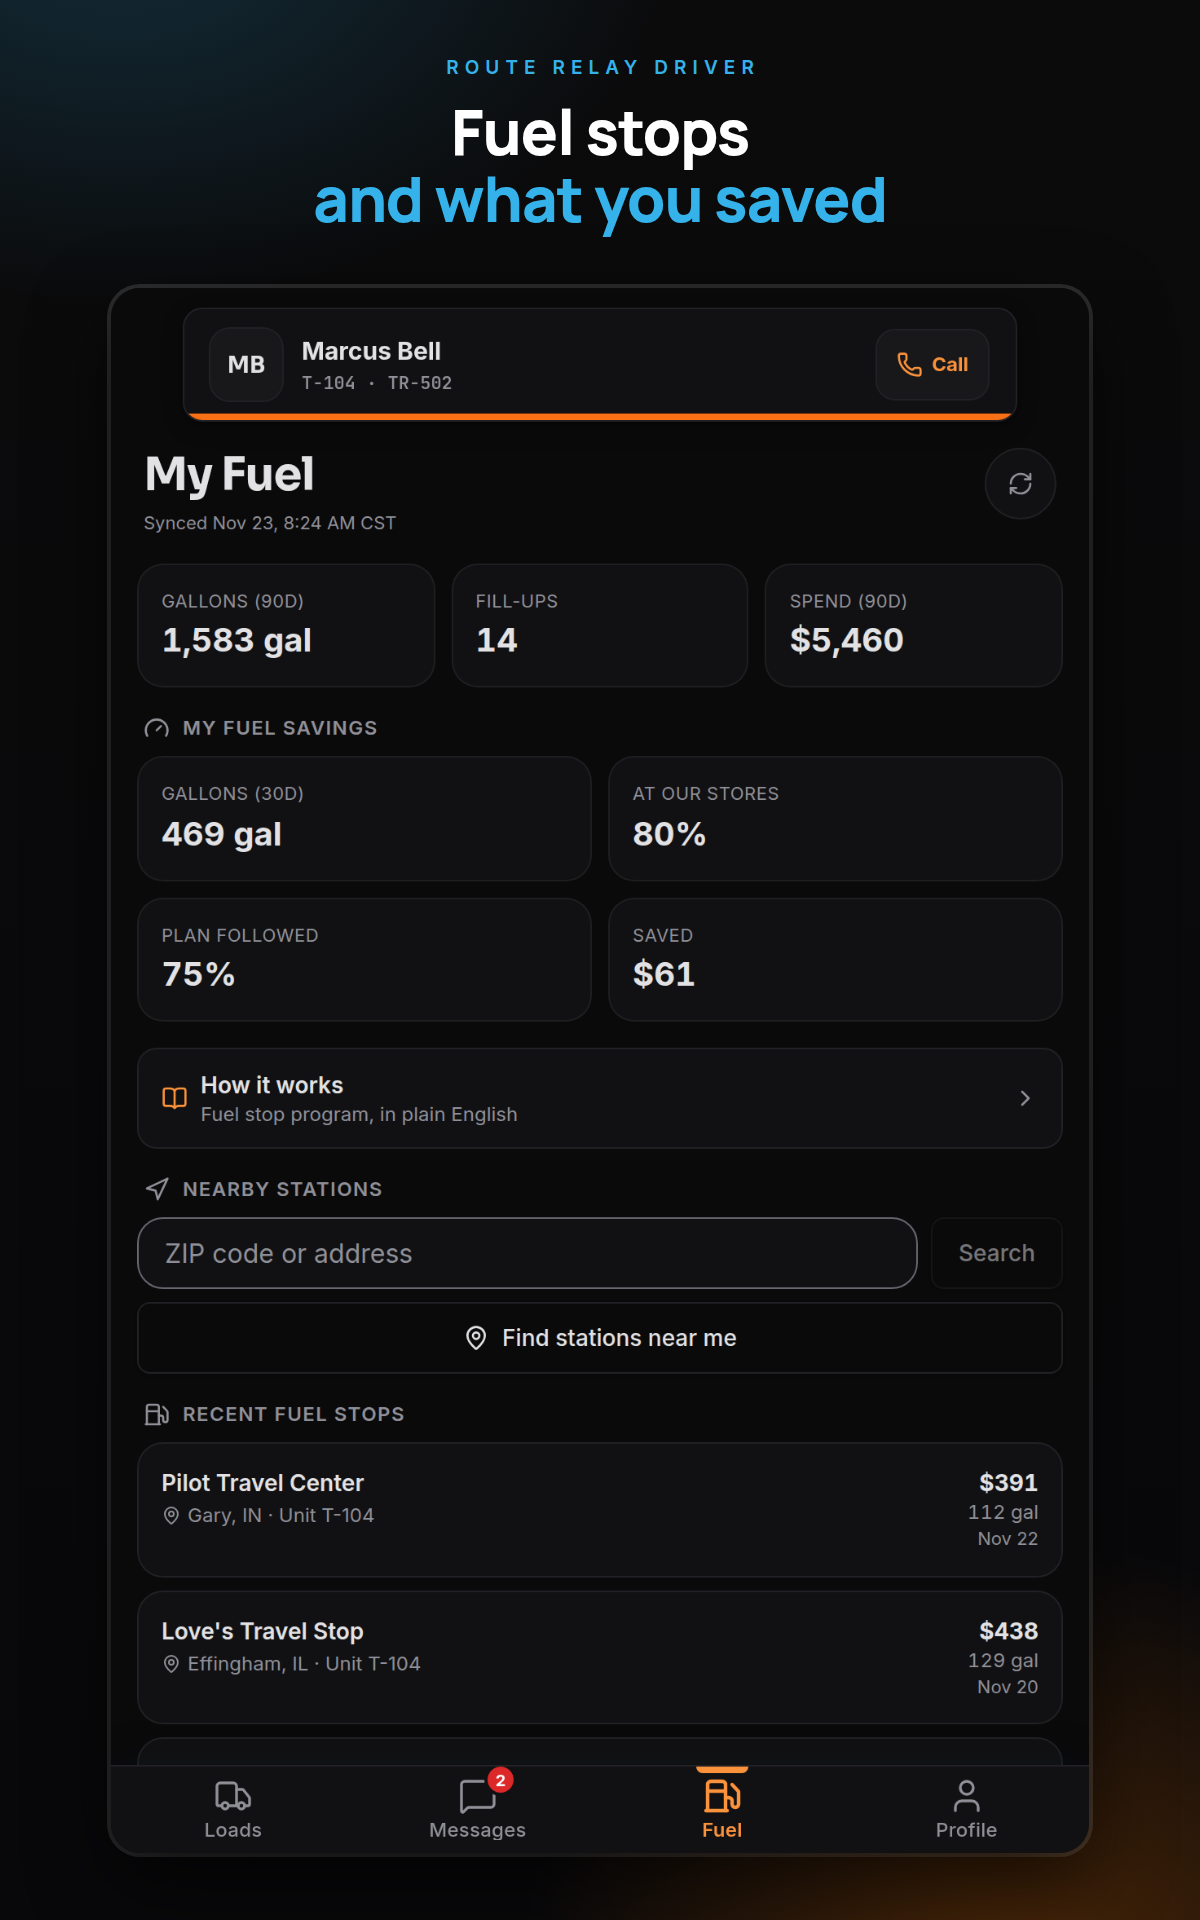 ROUTE RELAY DRIVER
Fuel stops
and what you saved
MB
Marcus Bell
T-104 · TR-502
Call
My Fuel
Synced Nov 23, 8:24 AM CST
GALLONS (90D)
1,583 gal
FILL-UPS
14
SPEND (90D)
$5,460
MY FUEL SAVINGS
GALLONS (30D)
469 gal
AT OUR STORES
80%
PLAN FOLLOWED
75%
SAVED
$61
How it works
Fuel stop program, in plain English
NEARBY STATIONS
ZIP code or address
Search
Find stations near me
RECENT FUEL STOPS
Pilot Travel Center
Gary, IN · Unit T-104
$391
112 gal
Nov 22
Love's Travel Stop
Effingham, IL · Unit T-104
$438
129 gal
Nov 20
Loads
2
Messages
Fuel
Profile